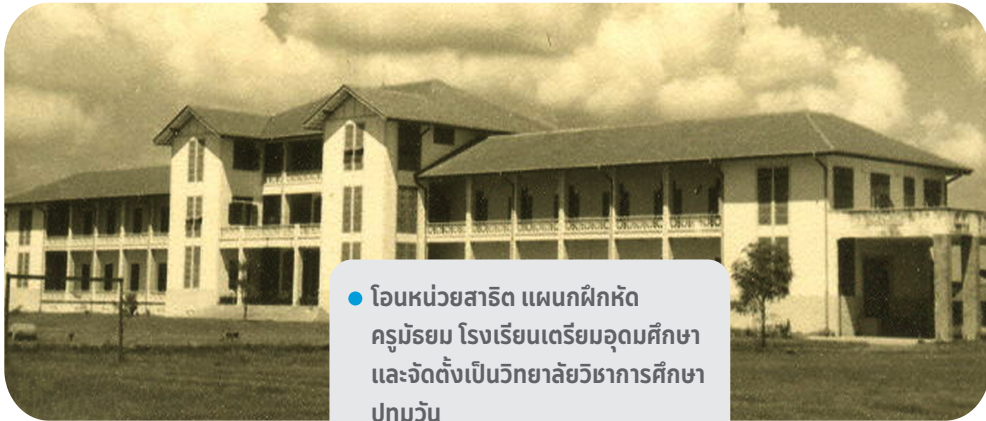 โอนหน่วยสาธิต แผนกฝึกหัด
ครูมัธยม โรงเรียนเตรียมอุดมศึกษา
และจัดตั้งเป็นวิทยาลัยวิชาการศึกษา
ปทุมวัน